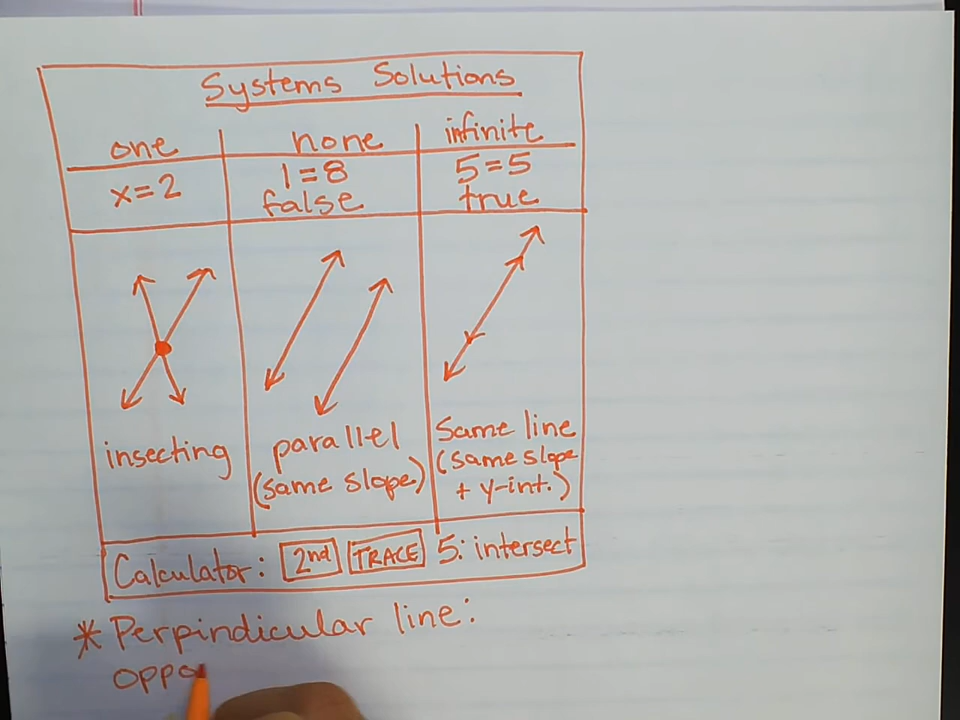 Systems Solutions
one
none
infinite
x=2
1=8
false
5=5
true
insecting
parallel
(same slope)
Same line
(same slope
+ y-int.)
Calculator: 2nd TRACE 5: intersect
* Perpindicular line:
oppo